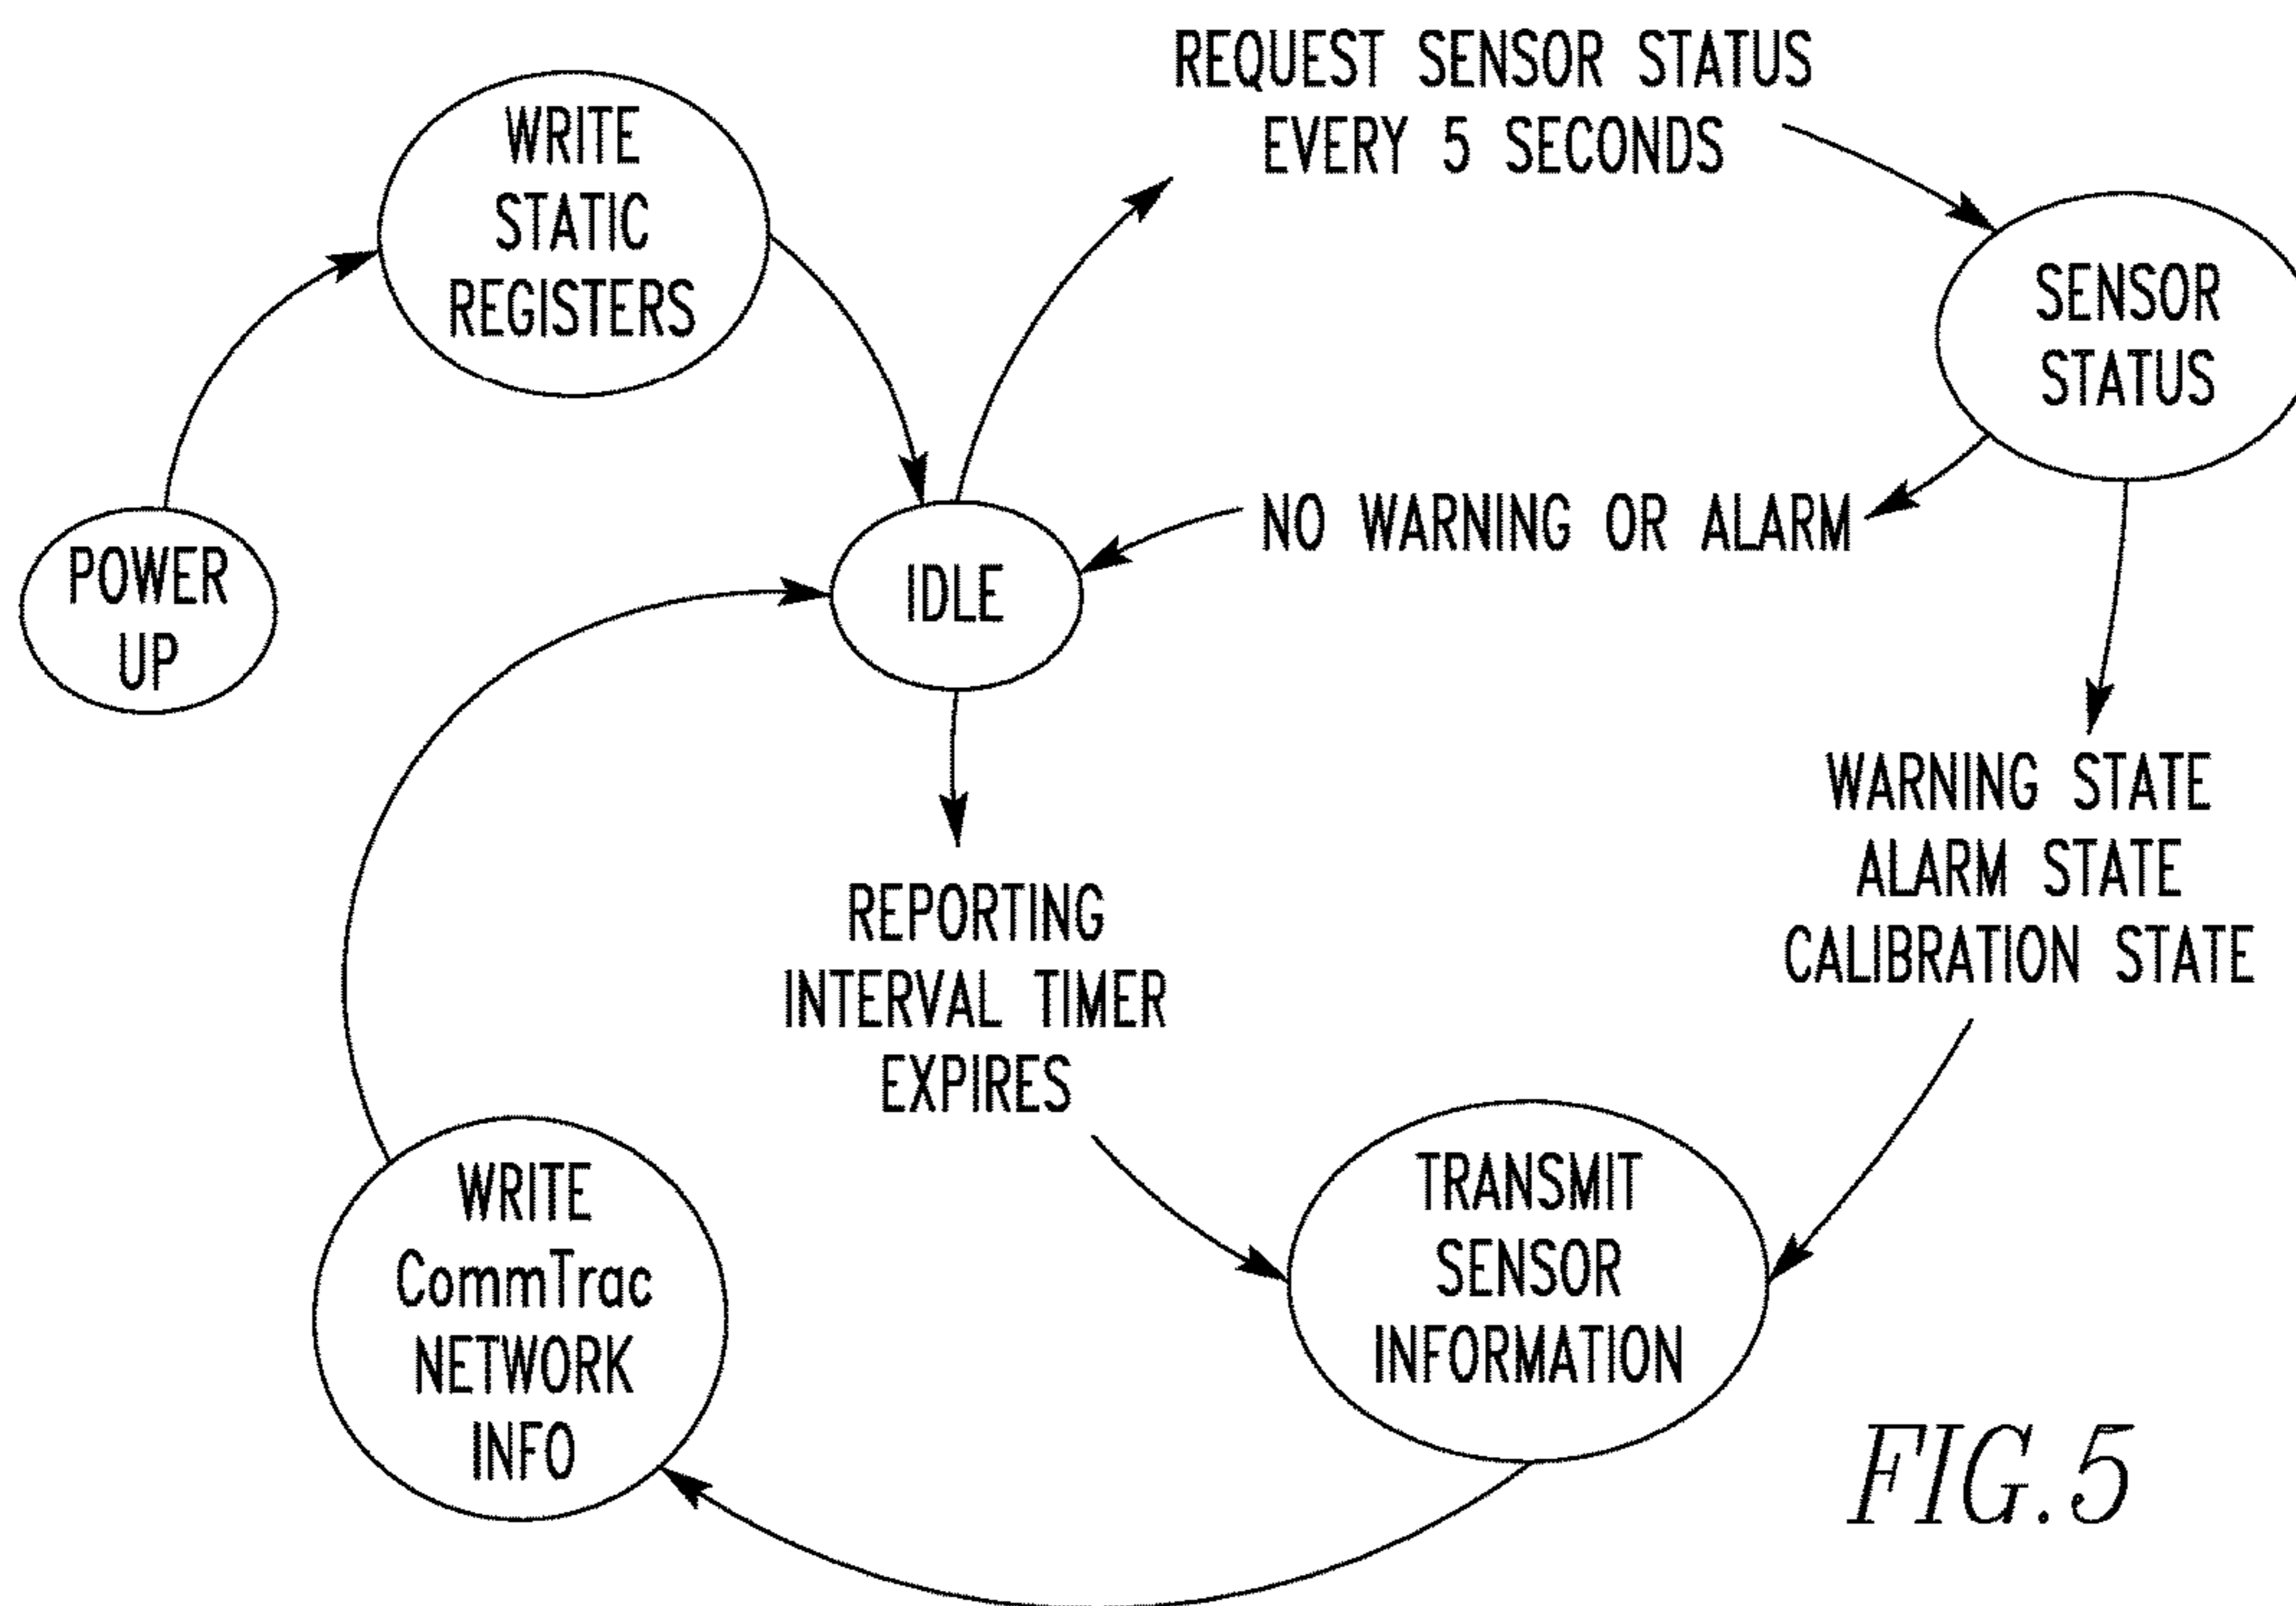 REQUEST SENSOR STATUS
EVERY 5 SECONDS
WRITE
STATIC
REGISTERS
SENSOR
STATUS
POWER
UP
IDLE
NO WARNING OR ALARM
WARNING STATE
ALARM STATE
CALIBRATION STATE
REPORTING
INTERVAL TIMER
EXPIRES
WRITE
CommTrac
NETWORK
INFO
TRANSMIT
SENSOR
INFORMATION
FIG.5